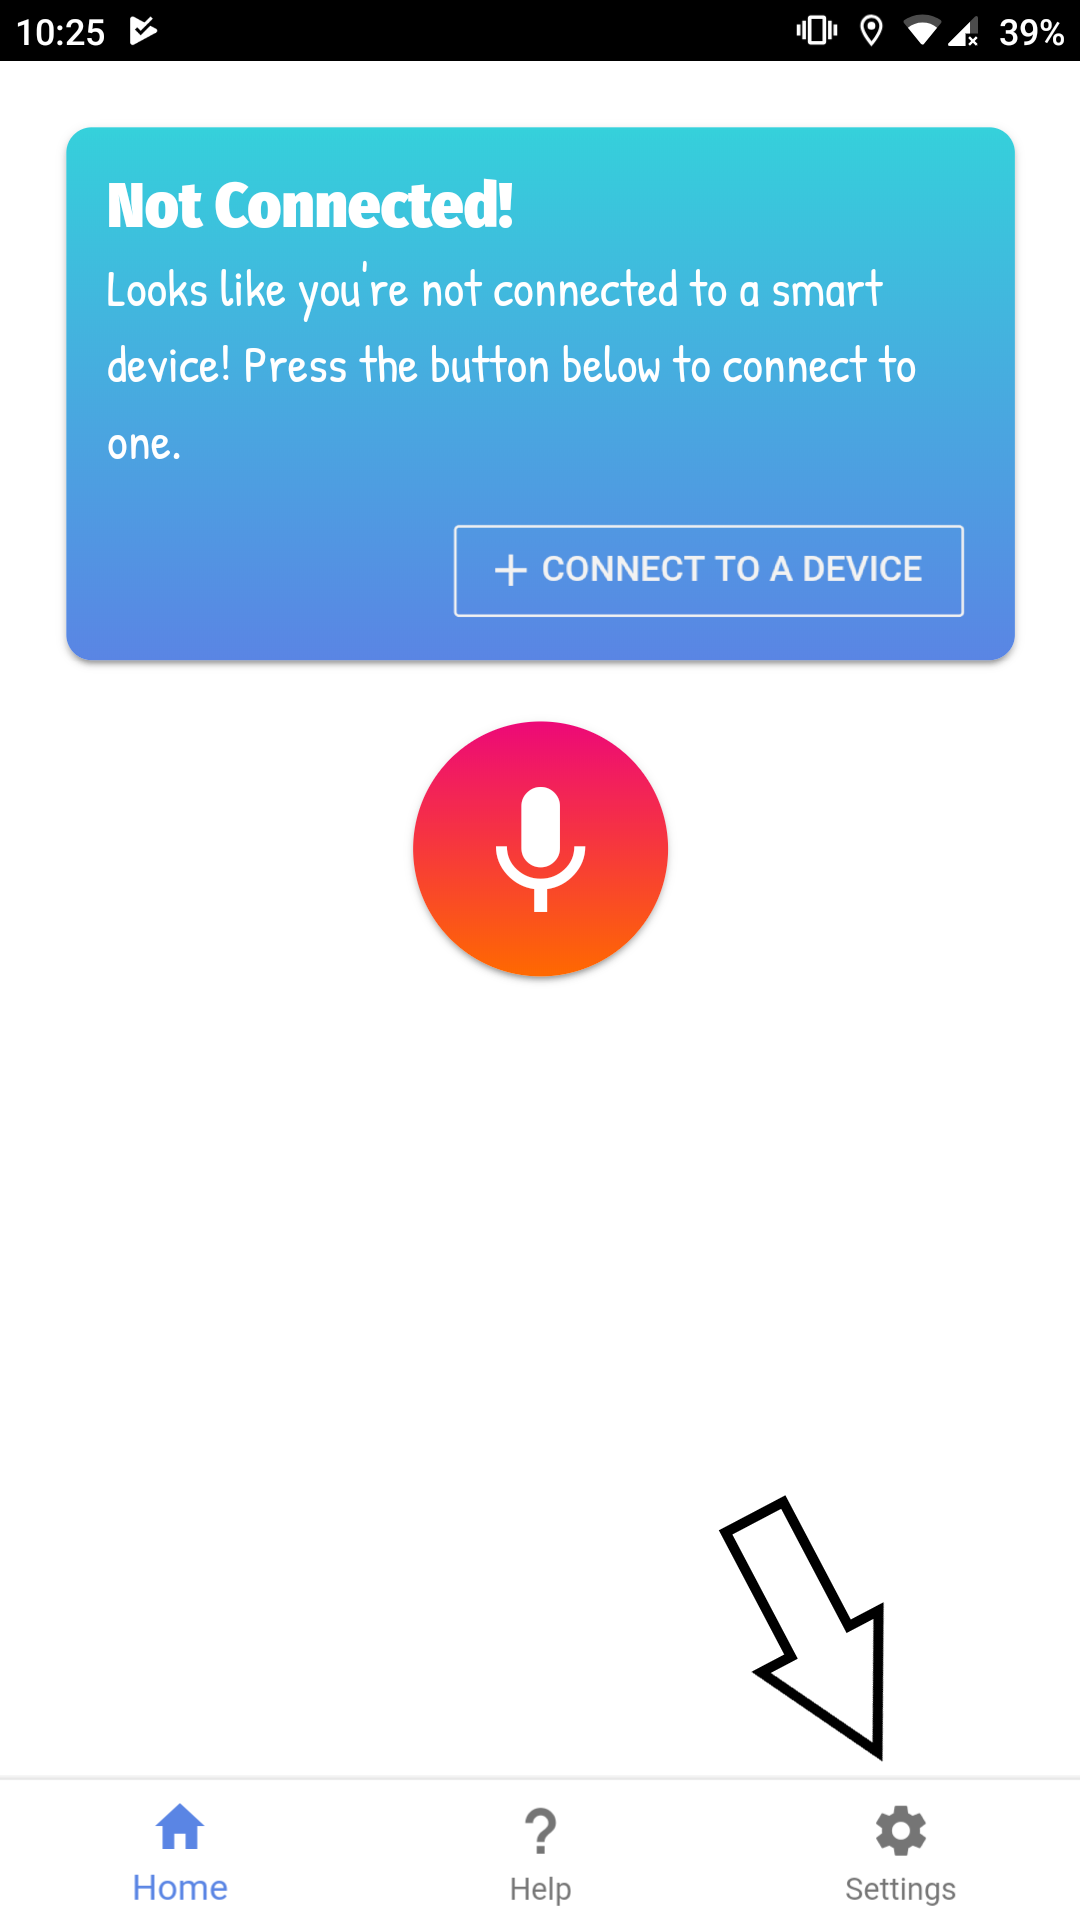 10:25 39%
Not Connected!
Looks like you're not connected to a smart
device! Press the button below to connect to
one.
+ CONNECT TO A DEVICE
Home Help Settings